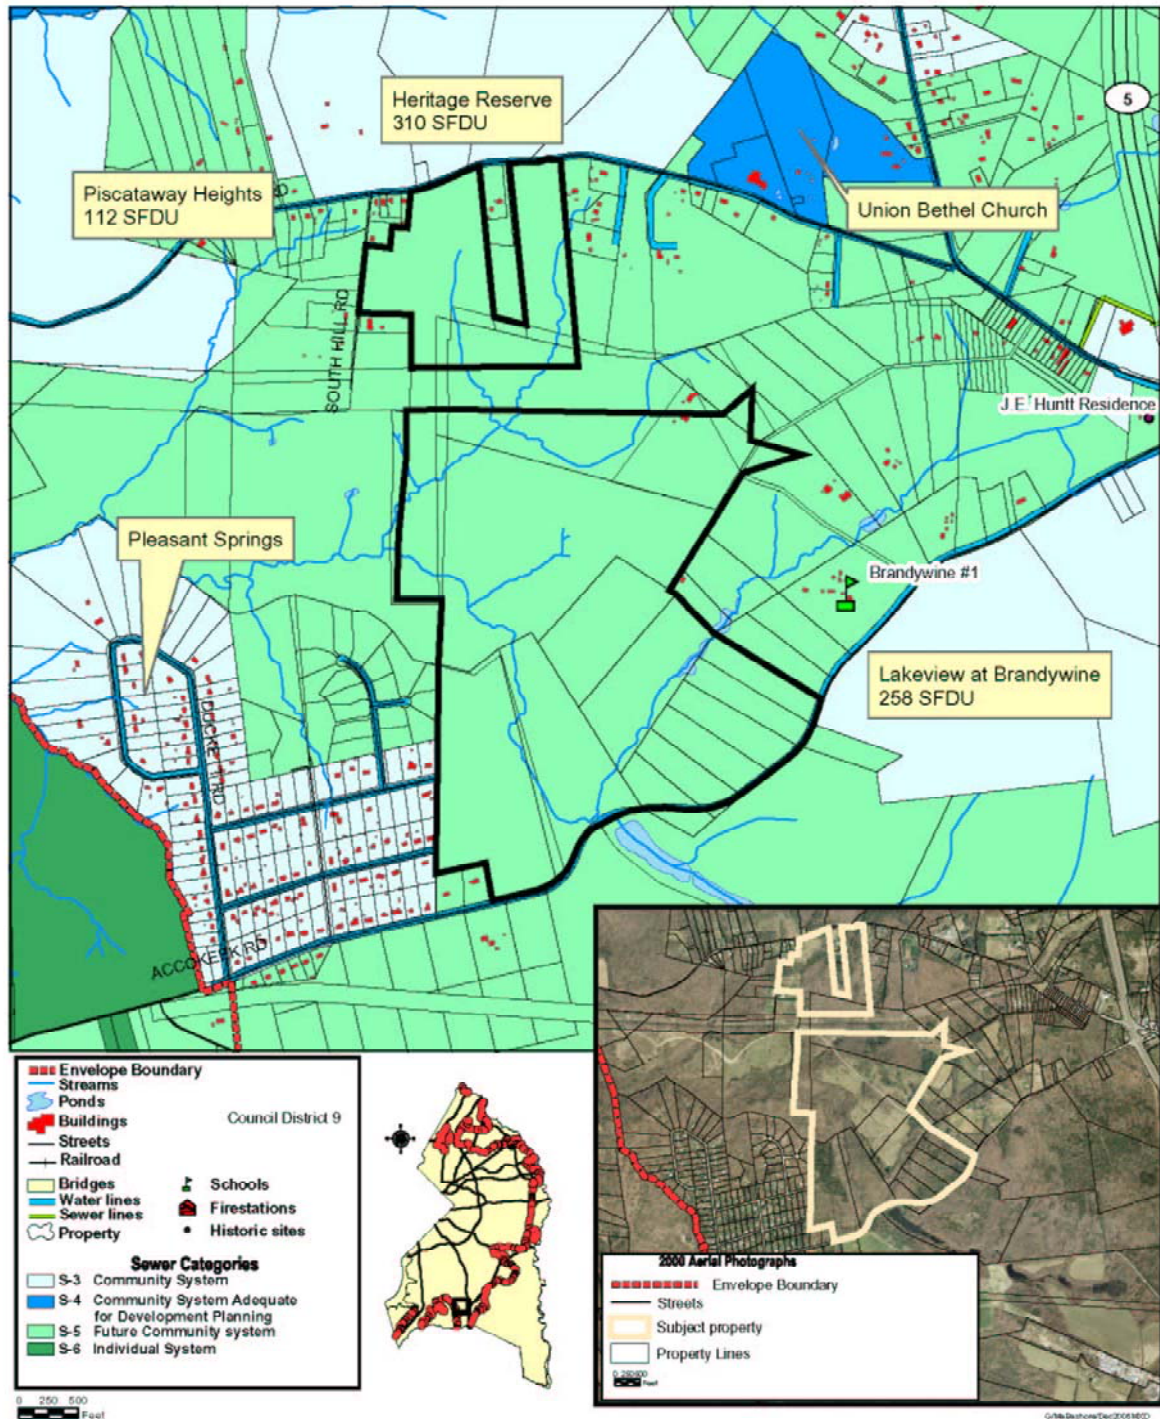 Heritage Reserve
310 SFDU
5
Piscataway Heights
112 SFDU
Union Bethel Church
SOUTH HILL RD
J.E. Huntt Residence
Pleasant Springs
Brandywine #1
Lakeview at Brandywine
258 SFDU
ACCOKEEK RD
Envelope Boundary
Streams
Ponds
Buildings
Streets
Railroad
Bridges
Water lines
Sewer lines
Property
Council District 9
Schools
Firestations
Historic sites
Sewer Categories
S-3 Community System
S-4 Community System Adequate
for Development Planning
S-5 Future Community system
S-6 Individual System
0 250 500
Feet
2000 Aerial Photographs
Envelope Boundary
Streets
Subject property
Property Lines
Feet